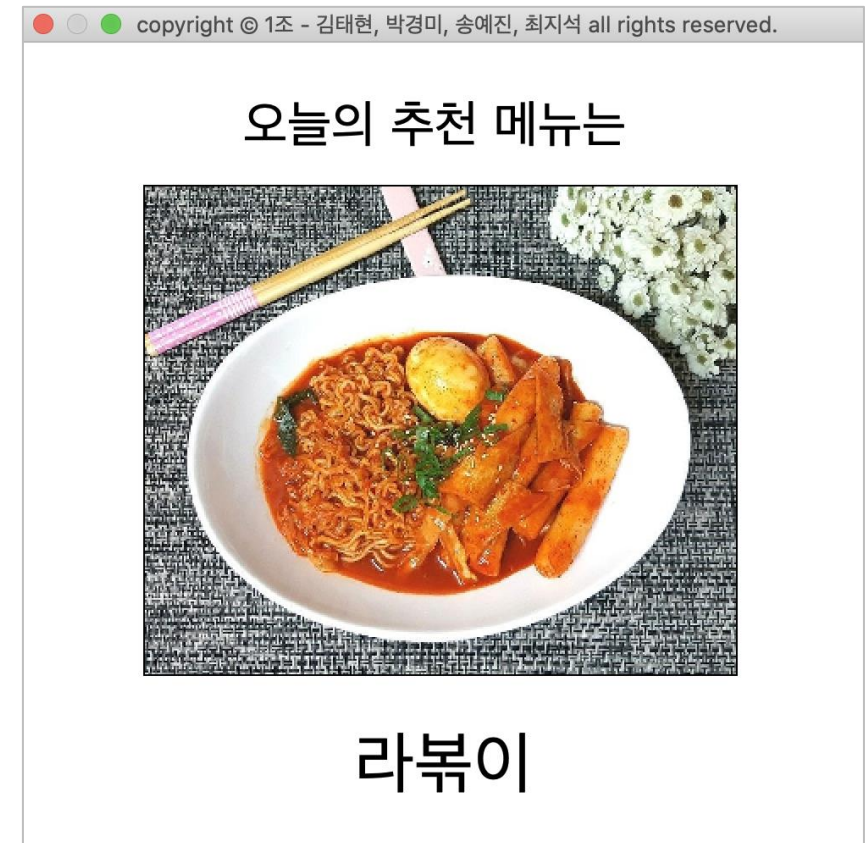 copyright © 1조 - 김태현, 박경미, 송예진, 최지석 all rights reserved.
오늘의 추천 메뉴는
라볶이